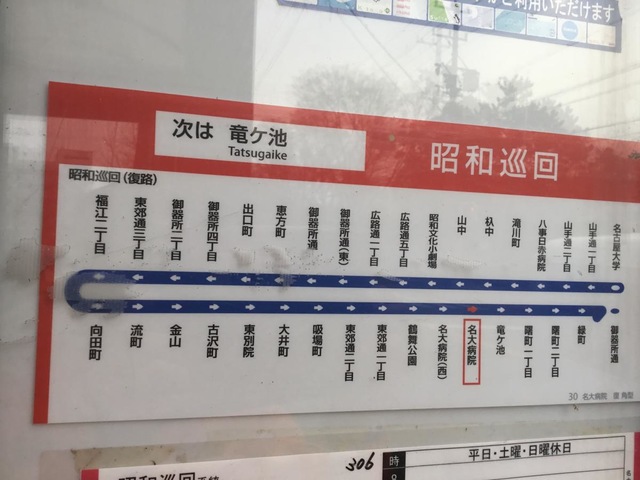 ご利用いただけます
次は 竜ケ池
Tatsugaike
昭和巡回
昭和巡回(復路)
福江二丁目
東郊通三丁目
御器所二丁目
御器所四丁目
出口町
恵方町
御器所通
御器所通(東)
広路通一丁目
広路通五丁目
昭和文化小劇場
山中
杁中
滝川町
八事日赤病院
山手通二丁目
山手通一丁目
名古屋大学
向田町
流町
金山
古沢町
東別院
大井町
吸場町
東郊通二丁目
東郊通一丁目
鶴舞公園
名大病院(西)
名大病院
竜ケ池
曙町一丁目
曙町二丁目
緑町
御器所通
30 名大病院 復 角型
昭和巡回系統
306
時
平日・土曜・日曜休日